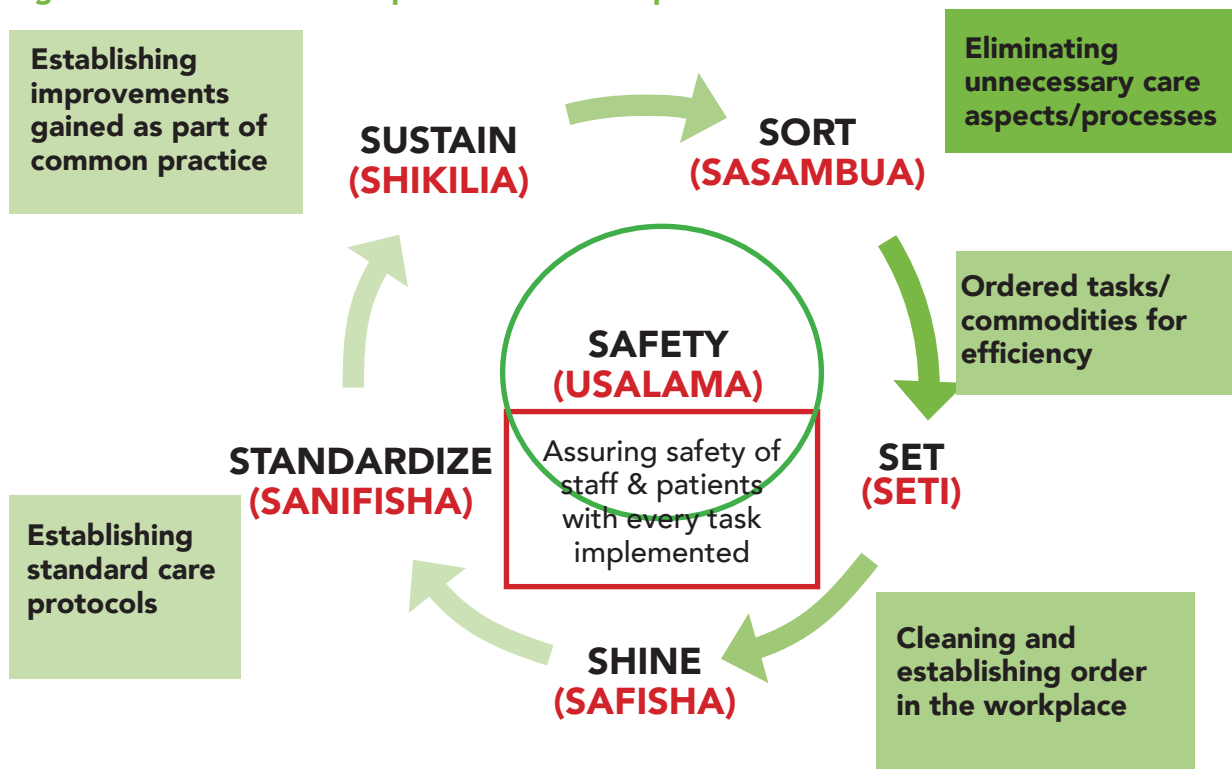 Establishing
improvements
gained as part of
common practice
SUSTAIN
(SHIKILIA)
SORT
(SASAMBUA)
Eliminating
unnecessary care
aspects/processes
Ordered tasks/
commodities for
efficiency
SAFETY
(USALAMA)
Assuring safety of
staff & patients
with every task
implemented
STANDARDIZE
(SANIFISHA)
SET
(SETI)
Establishing
standard care
protocols
SHINE
(SAFISHA)
Cleaning and
establishing order
in the workplace